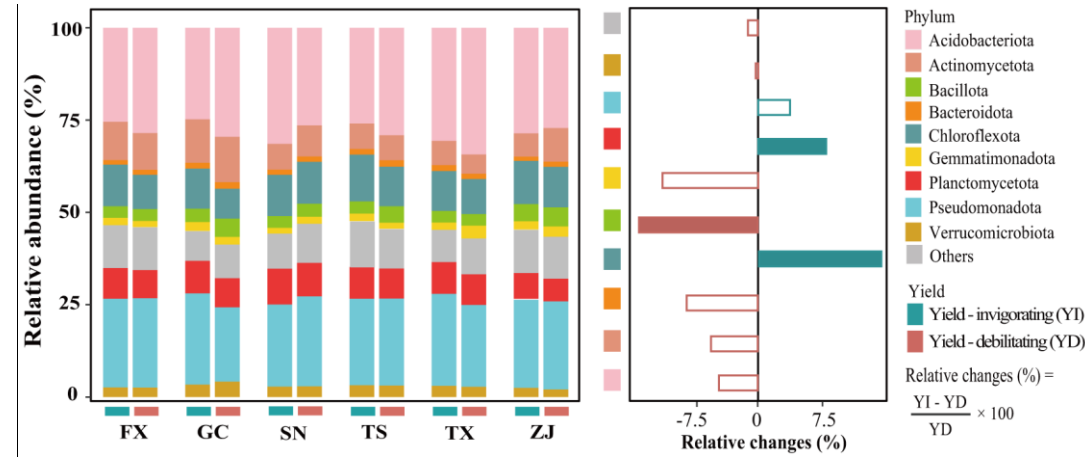 Relative abundance (%)
100
75
50
25
0
FX GC SN TS TX ZJ
-7.5 0 7.5
Relative changes (%)
Phylum
Acidobacteriota
Actinomycetota
Bacillota
Bacteroidota
Chloroflexota
Gemmatimonadota
Planctomycetota
Pseudomonadota
Verrucomicrobiota
Others
Yield
Yield - invigorating (YI)
Yield - debilitating (YD)
Relative changes (%) =
YI - YD
× 100
YD